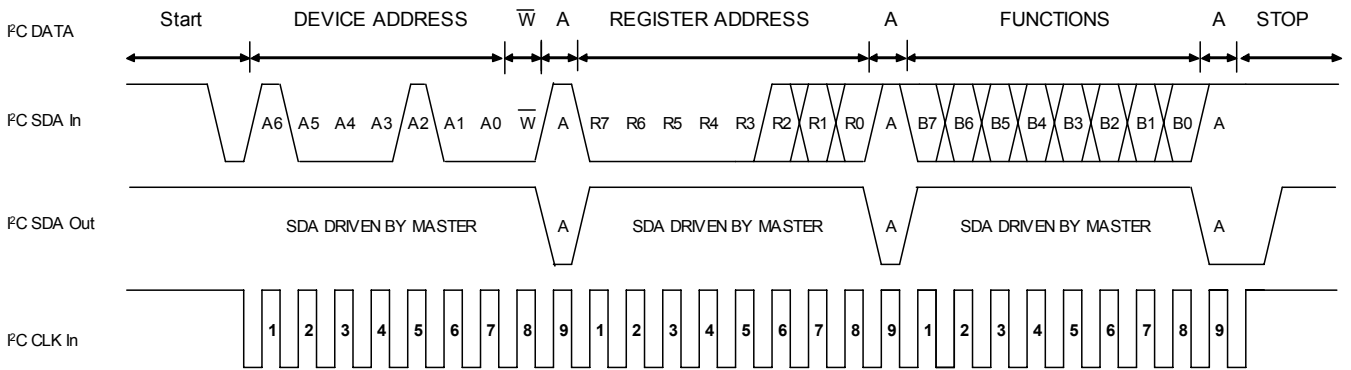 I²C DATA Start DEVICE ADDRESS W̅ A REGISTER ADDRESS A FUNCTIONS A STOP
I²C SDA In A6 A5 A4 A3 A2 A1 A0 W̅ A R7 R6 R5 R4 R3 R2 R1 R0 A B7 B6 B5 B4 B3 B2 B1 B0 A
I²C SDA Out SDA DRIVEN BY MASTER A SDA DRIVEN BY MASTER A SDA DRIVEN BY MASTER A
I²C CLK In 1 2 3 4 5 6 7 8 9 1 2 3 4 5 6 7 8 9 1 2 3 4 5 6 7 8 9